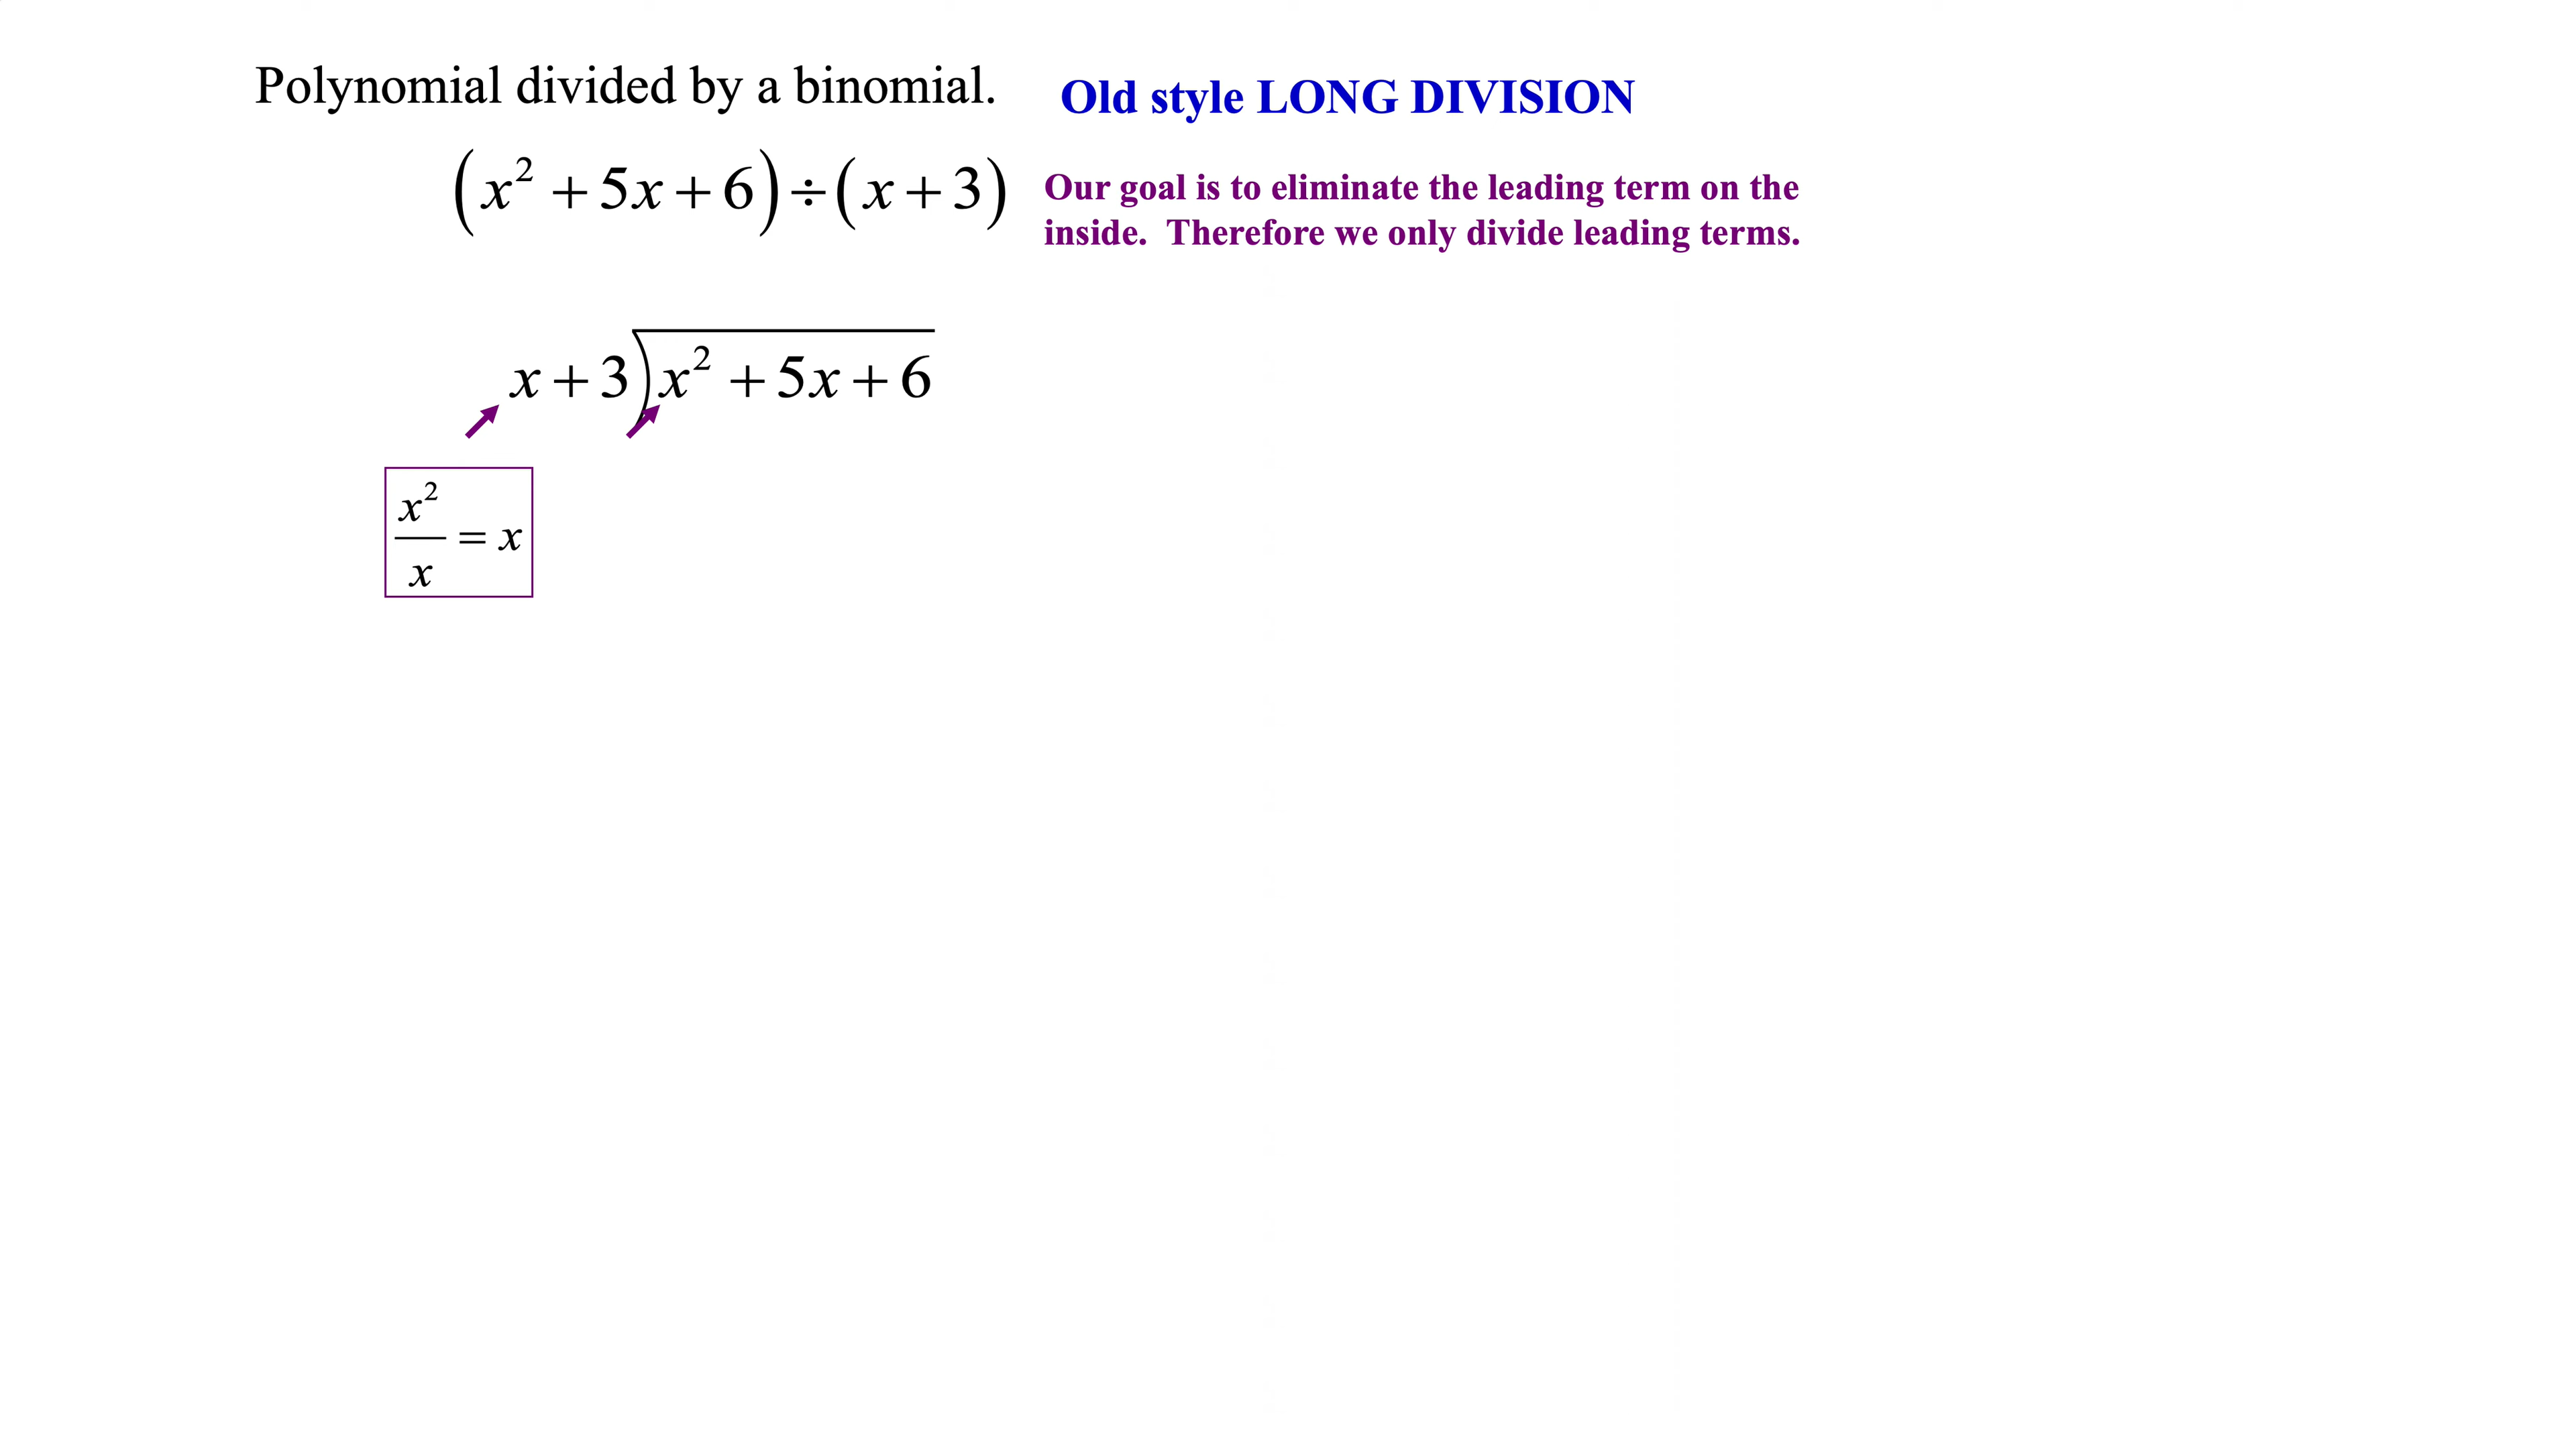 Polynomial divided by a binomial.
Old style LONG DIVISION
(x² + 5x + 6) ÷ (x + 3)
Our goal is to eliminate the leading term on the
inside.  Therefore we only divide leading terms.
x + 3)x² + 5x + 6
x²/x = x